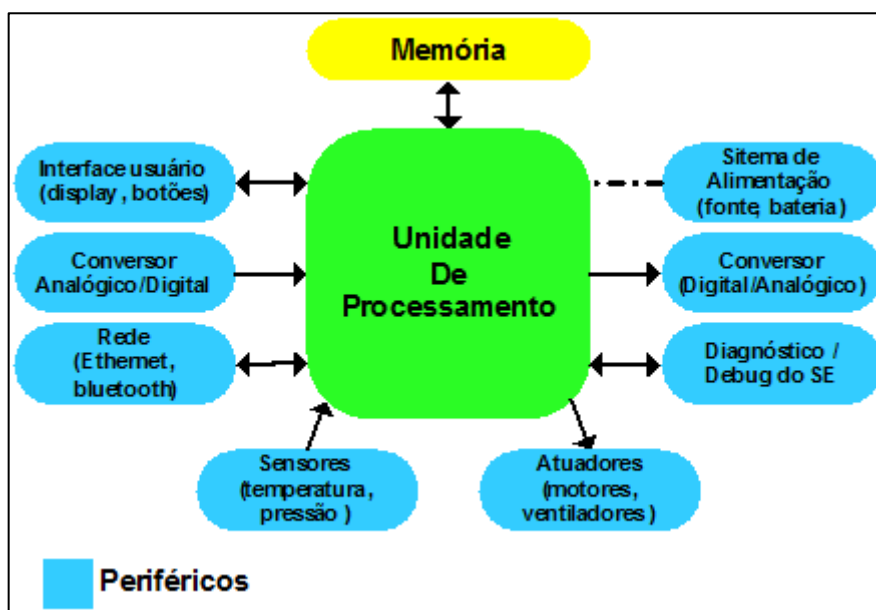 Memória
Interface usuário
(display , botões)
Sitema de
Alimentação
(fonte, bateria)
Unidade
De
Processamento
Conversor
Analógico/Digital
Conversor
(Digital/Analógico)
Rede
(Ethernet,
bluetooth)
Diagnóstico /
Debug do SE
Sensores
(temperatura,
pressão )
Atuadores
(motores,
ventiladores)
Periféricos